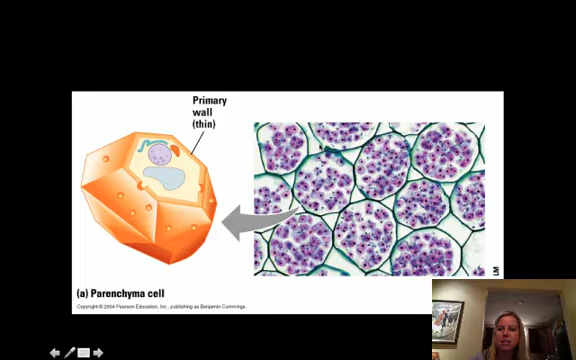 Primary
wall
(thin)
LM
(a) Parenchyma cell
Copyright © 2004 Pearson Education, Inc., publishing as Benjamin Cummings.